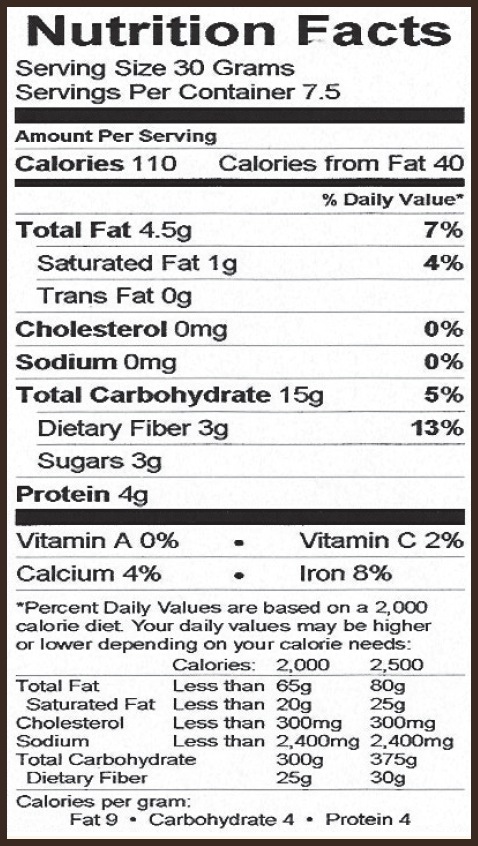 Nutrition Facts
Serving Size 30 Grams
Servings Per Container 7.5
Amount Per Serving
Calories 110 Calories from Fat 40
% Daily Value*
Total Fat 4.5g 7%
Saturated Fat 1g 4%
Trans Fat 0g
Cholesterol 0mg 0%
Sodium 0mg 0%
Total Carbohydrate 15g 5%
Dietary Fiber 3g 13%
Sugars 3g
Protein 4g
Vitamin A 0% • Vitamin C 2%
Calcium 4% • Iron 8%
*Percent Daily Values are based on a 2,000
calorie diet. Your daily values may be higher
or lower depending on your calorie needs:
Calories: 2,000 2,500
Total Fat Less than 65g 80g
Saturated Fat Less than 20g 25g
Cholesterol Less than 300mg 300mg
Sodium Less than 2,400mg 2,400mg
Total Carbohydrate 300g 375g
Dietary Fiber 25g 30g
Calories per gram:
Fat 9 • Carbohydrate 4 • Protein 4